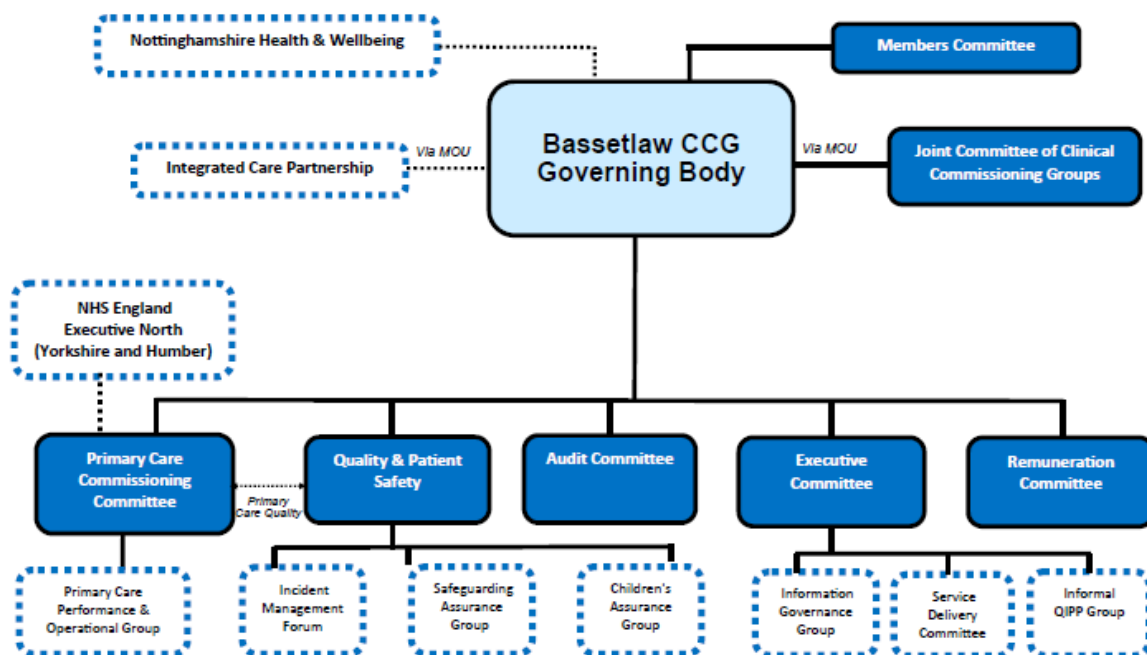 Nottinghamshire Health & Wellbeing
Members Committee
Bassetlaw CCG
Governing Body
Via MOU
Integrated Care Partnership
Via MOU
Joint Committee of Clinical
Commissioning Groups
NHS England
Executive North
(Yorkshire and Humber)
Primary Care
Commissioning
Committee
Primary
Care Quality
Quality & Patient
Safety
Audit Committee
Executive
Committee
Remuneration
Committee
Primary Care
Performance &
Operational Group
Incident
Management
Forum
Safeguarding
Assurance
Group
Children's
Assurance
Group
Information
Governance
Group
Service
Delivery
Committee
Informal
QIPP Group